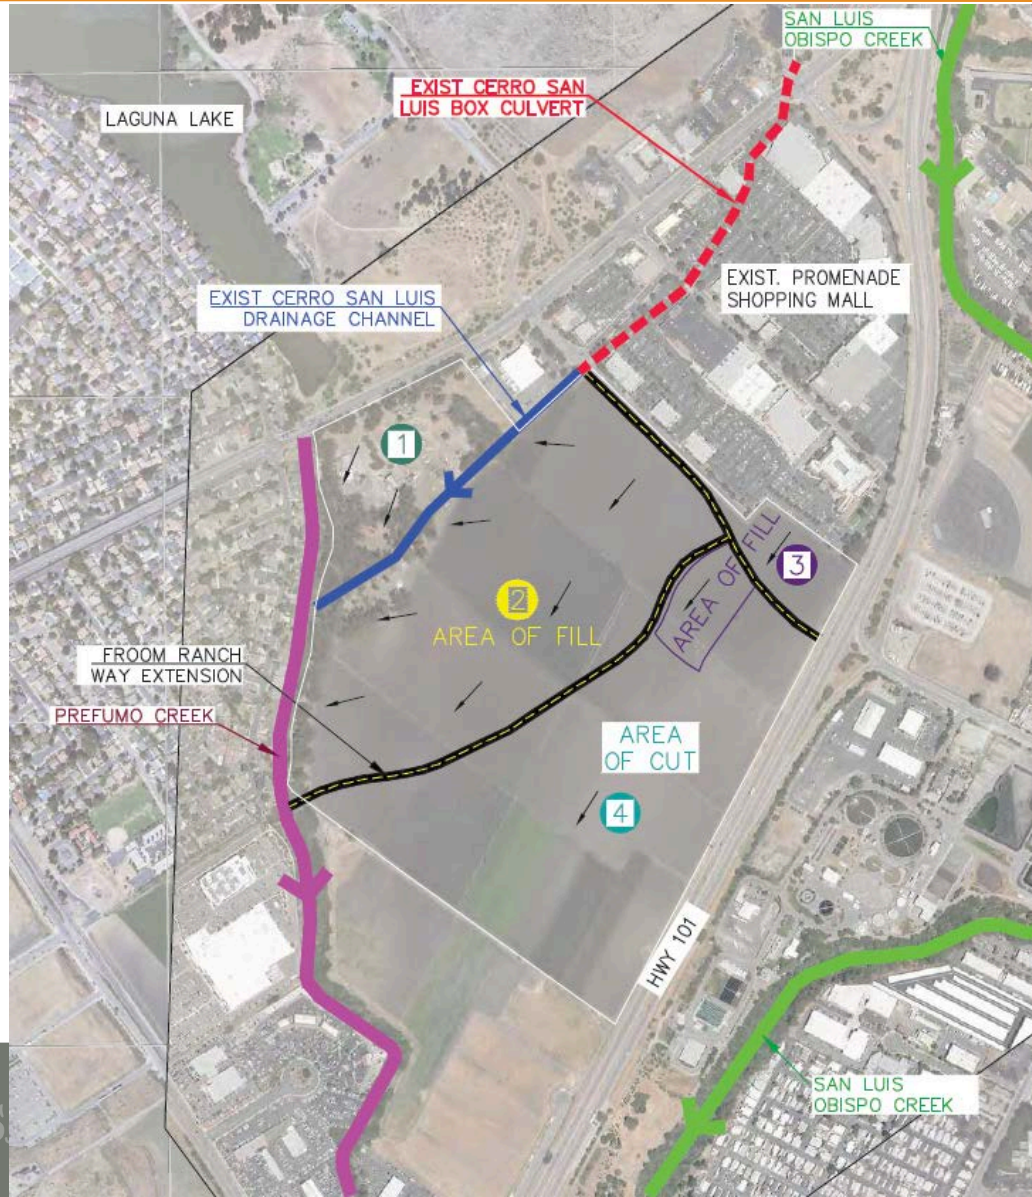 SAN LUIS
OBISPO CREEK
EXIST CERRO SAN
LUIS BOX CULVERT
LAGUNA LAKE
EXIST. PROMENADE
SHOPPING MALL
EXIST CERRO SAN LUIS
DRAINAGE CHANNEL
1
3
AREA OF FILL
2
AREA OF FILL
FROOM RANCH
WAY EXTENSION
PREFUMO CREEK
AREA
OF CUT
4
HWY 101
SAN LUIS
OBISPO CREEK